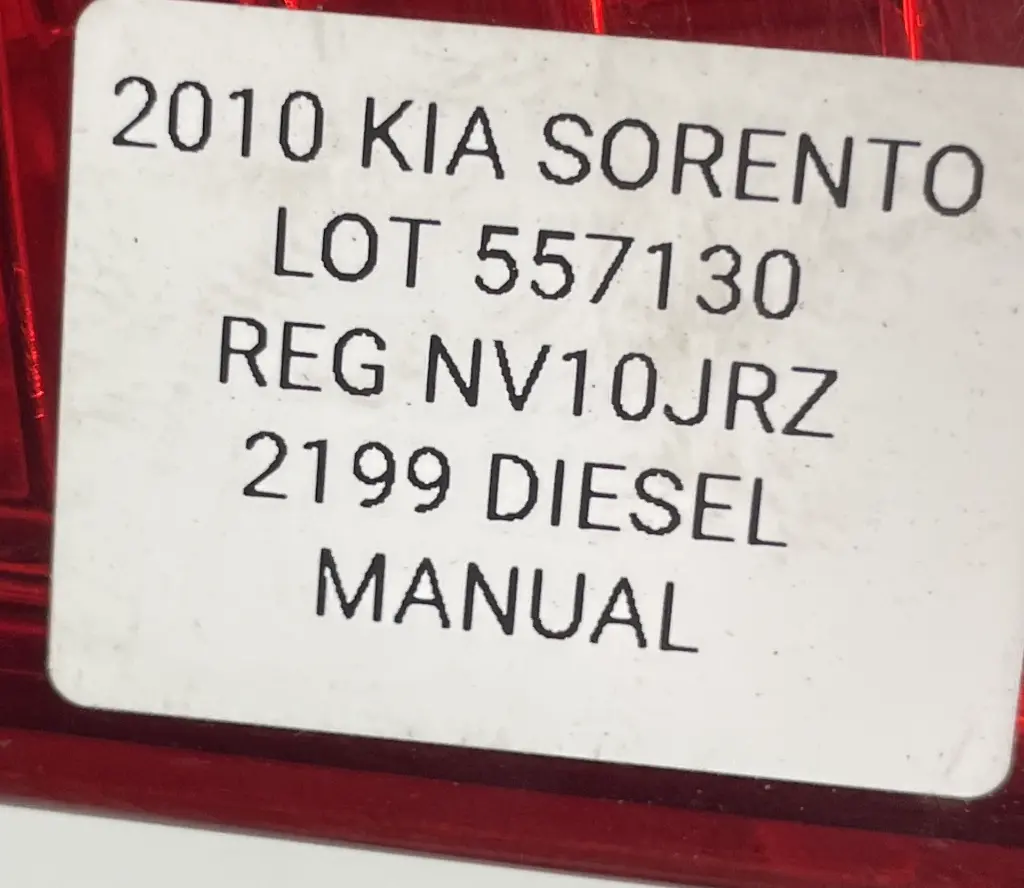 2010 KIA SORENTO
LOT 557130
REG NV10JRZ
2199 DIESEL
MANUAL